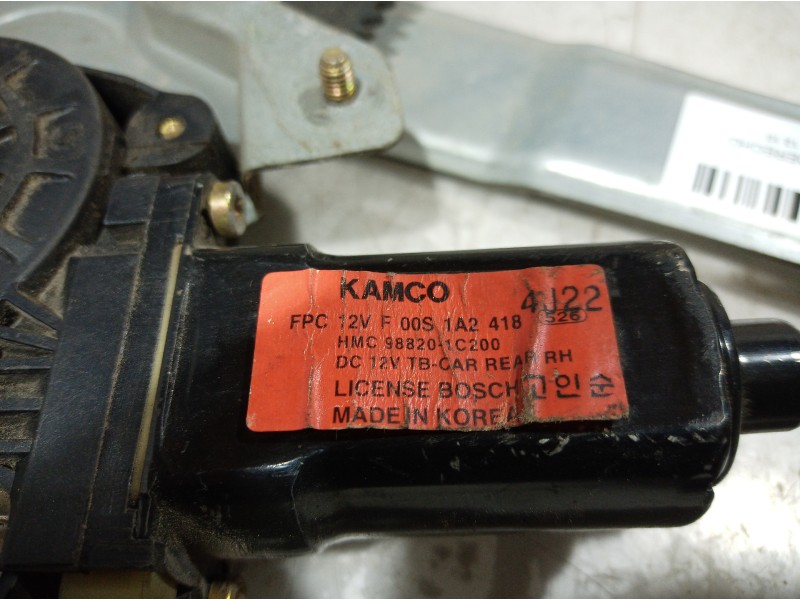 KAMCO 4J22
FPC 12V F 00S 1A2 418 526
HMC 98820-1C200
DC 12V TB-CAR REAR RH
LICENSE BOSCH 고인순
MADE IN KOREA